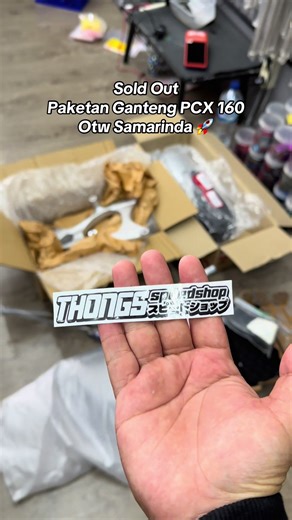 Sold Out
Paketan Ganteng PCX 160
Otw Samarinda 🚀
THONGS speedshop
スピードショップ